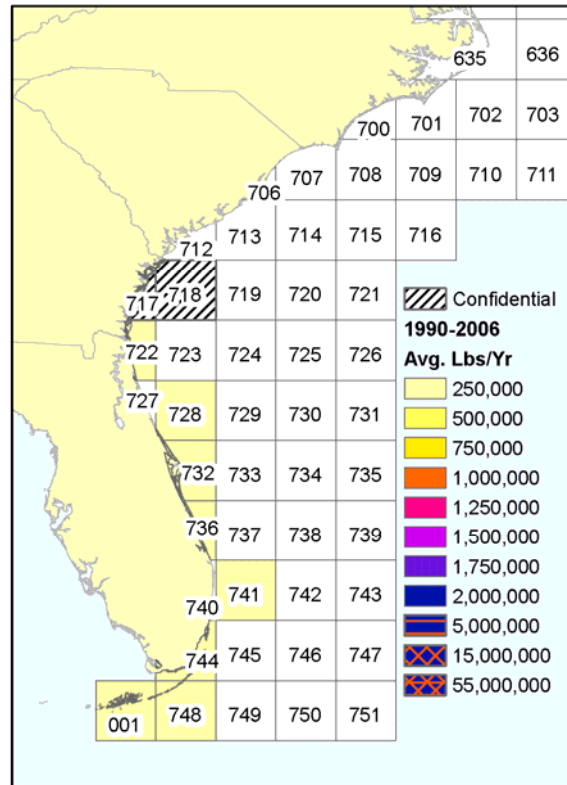 635 636
700 701 702 703
706 707 708 709 710 711
712 713 714 715 716
717 718 719 720 721
722 723 724 725 726
727 728 729 730 731
732 733 734 735
736 737 738 739
740 741 742 743
744 745 746 747
001 748 749 750 751
Confidential
1990-2006
Avg. Lbs/Yr
250,000
500,000
750,000
1,000,000
1,250,000
1,500,000
1,750,000
2,000,000
5,000,000
15,000,000
55,000,000